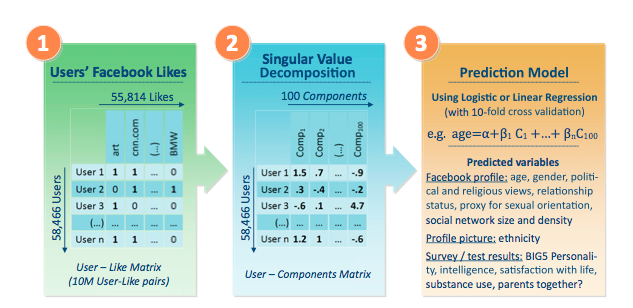 1
Users' Facebook Likes
55,814 Likes
art cnn.com (...) BMW
58,466 Users
User 1 1 1 ... 0
User 2 0 1 ... 1
User 3 1 0 ... 0
(...) ... ... ... ...
User n 1 1 ... 0
User – Like Matrix
(10M User-Like pairs)
2
Singular Value
Decomposition
100 Components
Comp1 Comp2 (...) Comp100
58,466 Users
User 1 1.5 .7 ... -.9
User 2 .3 -.4 ... -.2
User 3 -.6 .1 ... 4.7
(...) ... ... ... ...
User n 1.2 1 ... -.6
User – Components Matrix
3
Prediction Model
Using Logistic or Linear Regression
(with 10-fold cross validation)
e.g. age=α+β1 C1 +...+ βnC100
Predicted variables
Facebook profile: age, gender, polit-
cal and religious views, relationship
status, proxy for sexual orientation,
social network size and density
Profile picture: ethnicity
Survey / test results: BIG5 Personali-
ty, intelligence, satisfaction with life,
substance use, parents together?